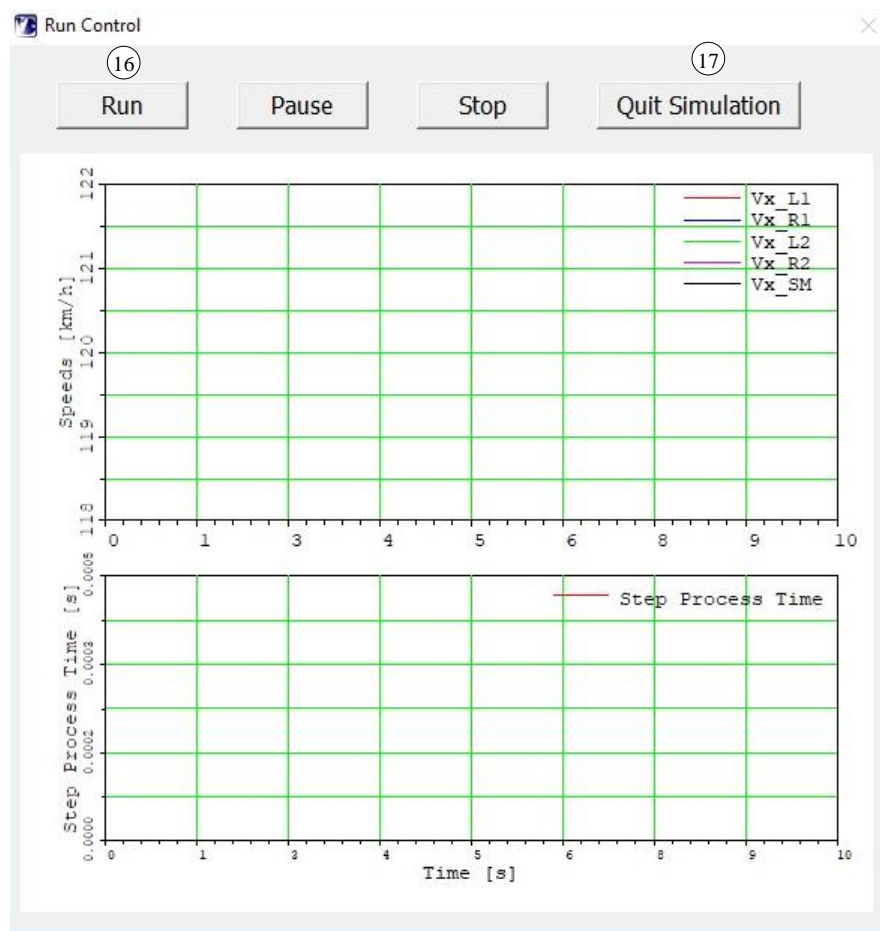 Run Control
16
17
Run
Pause
Stop
Quit Simulation
122
121
120
119
118
Speeds [km/h]
Vx_L1
Vx_R1
Vx_L2
Vx_R2
Vx_SM
0 1 3 4 5 6 8 9 10
0.0005
0.0003
0.0002
0.0000
Step Process Time [s]
Step Process Time
0 1 3 4 5 6 8 9 10
Time [s]